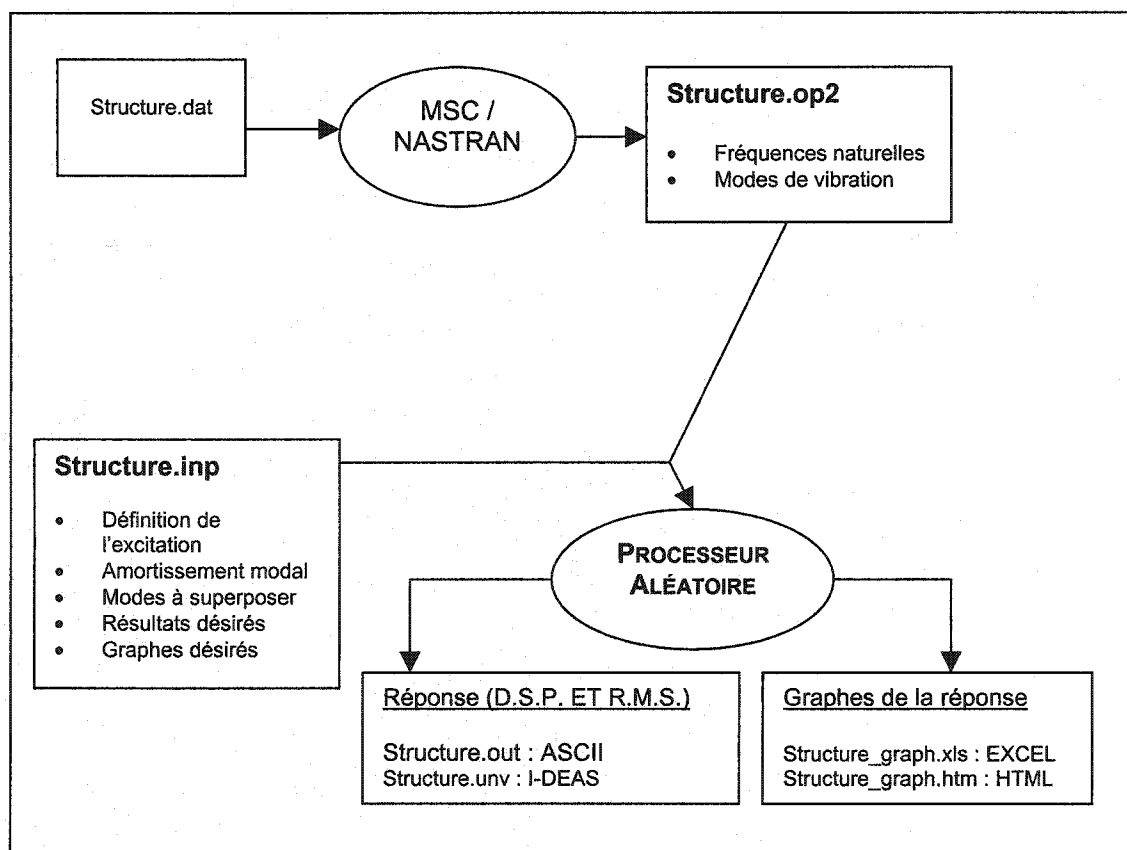 Structure.dat
MSC /
NASTRAN
Structure.op2
• Fréquences naturelles
• Modes de vibration
Structure.inp
• Définition de
l'excitation
• Amortissement modal
• Modes à superposer
• Résultats désirés
• Graphes désirés
PROCESSEUR
ALÉATOIRE
Réponse (D.S.P. ET R.M.S.)
Structure.out : ASCII
Structure.unv : I-DEAS
Graphes de la réponse
Structure_graph.xls : EXCEL
Structure_graph.htm : HTML